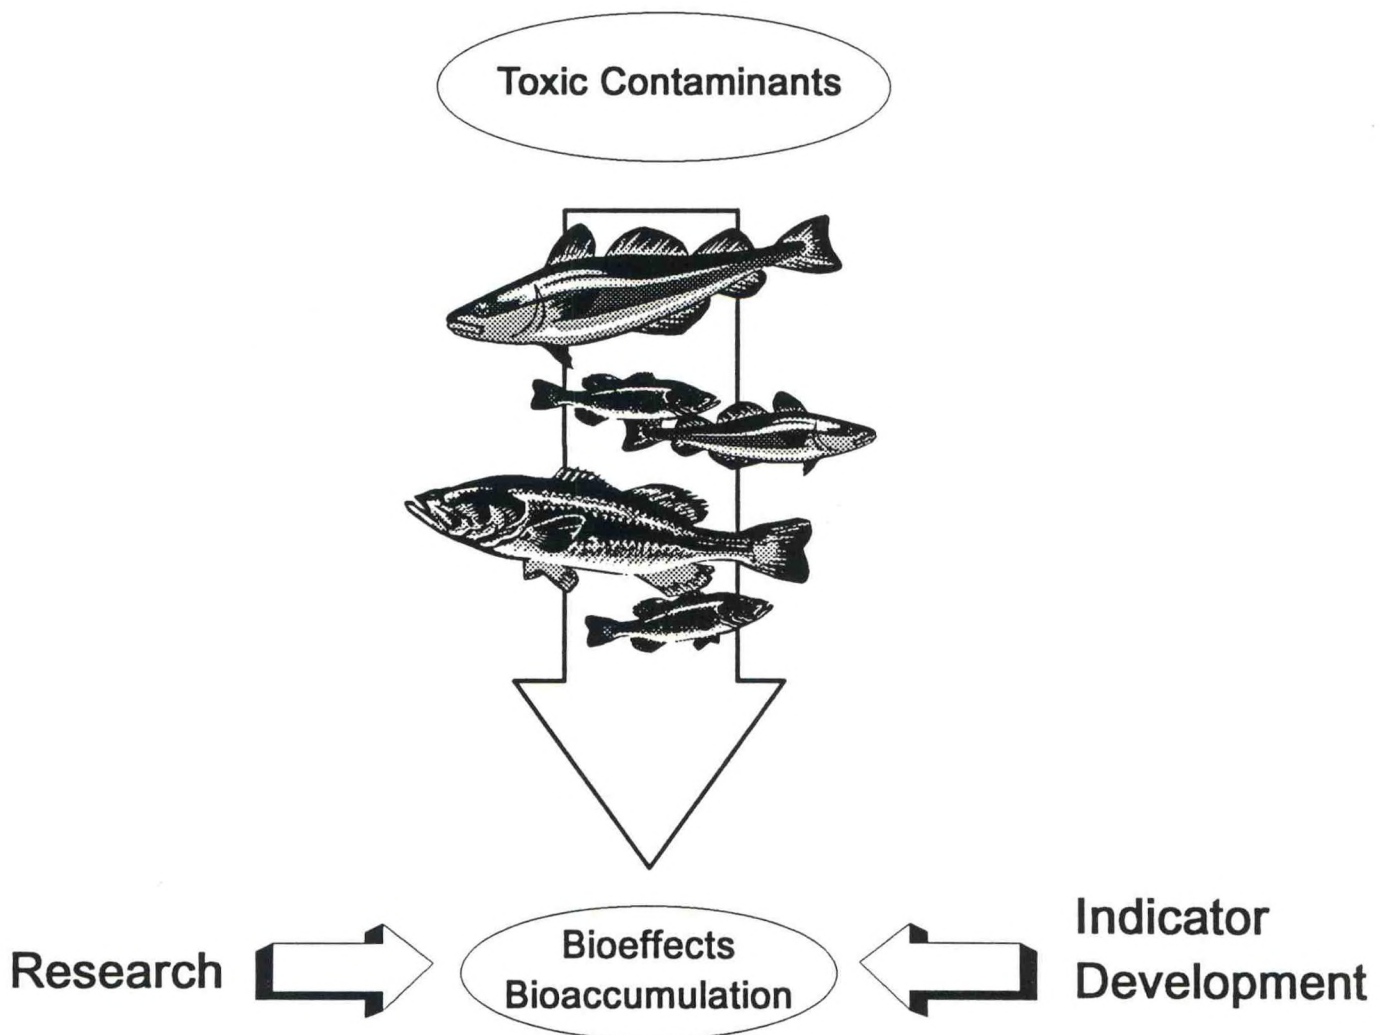 Toxic Contaminants
Research
Bioeffects
Bioaccumulation
Indicator
Development